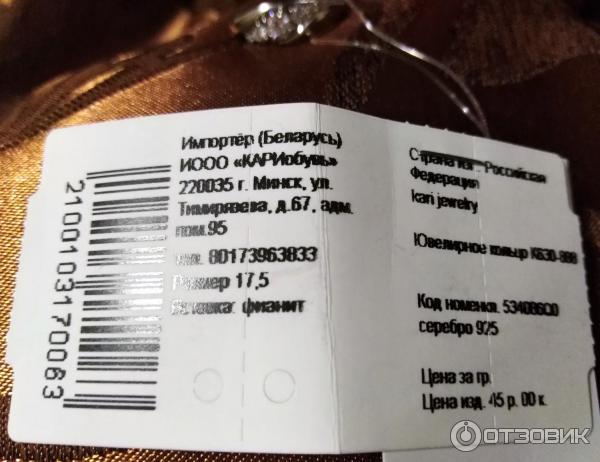 2100103170063
Импортёр (Беларусь)
ИООО «КАРИобувь»
220035 г. Минск, ул.
Тимирязева, д.67, адм.
пом.95
тел. 80173963833
Размер 17,5
Вставка: фианит
Страна изг.: Российская
Федерация
kari jewelry
Ювелирное кольцо
Код номенкл.
серебро 925
Цена за гр.
Цена изд. 45 р. 00 к.
ОТЗОВИК